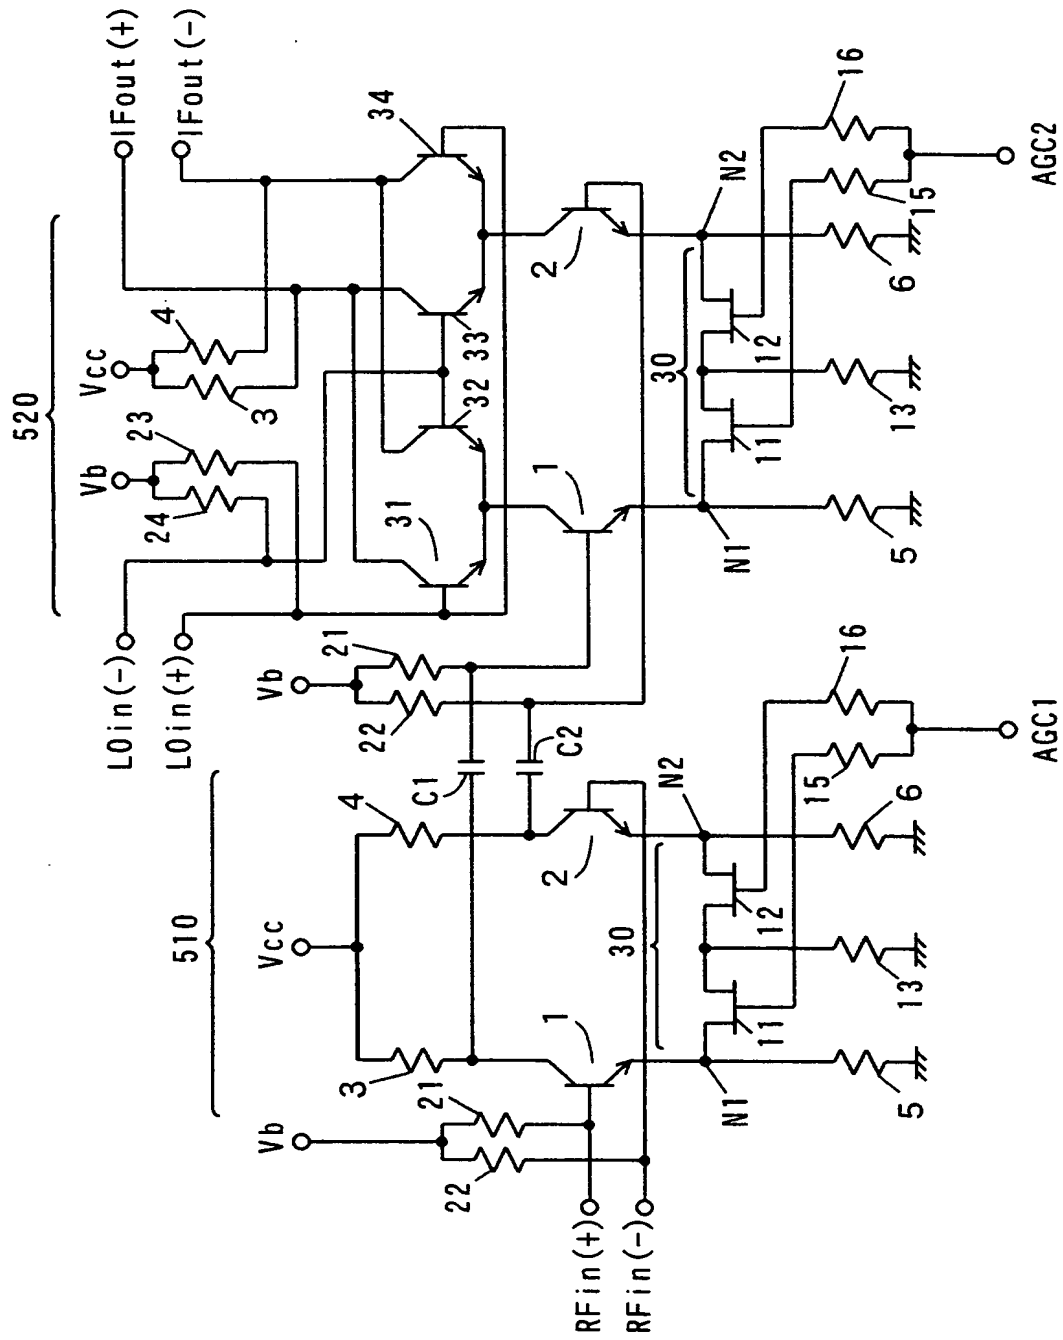 IFout(+)
IFout(-)
520
Vcc
Vb
4
3
23
24
34
33
32
31
LOin(-)
LOin(+)
Vb
21
22
C1
C2
2
1
N2
N1
30
12
11
16
15
6
13
5
AGC2
510
Vcc
4
3
Vb
21
22
2
1
RFin(+)
RFin(-)
N2
N1
30
12
11
16
15
6
13
5
AGC1